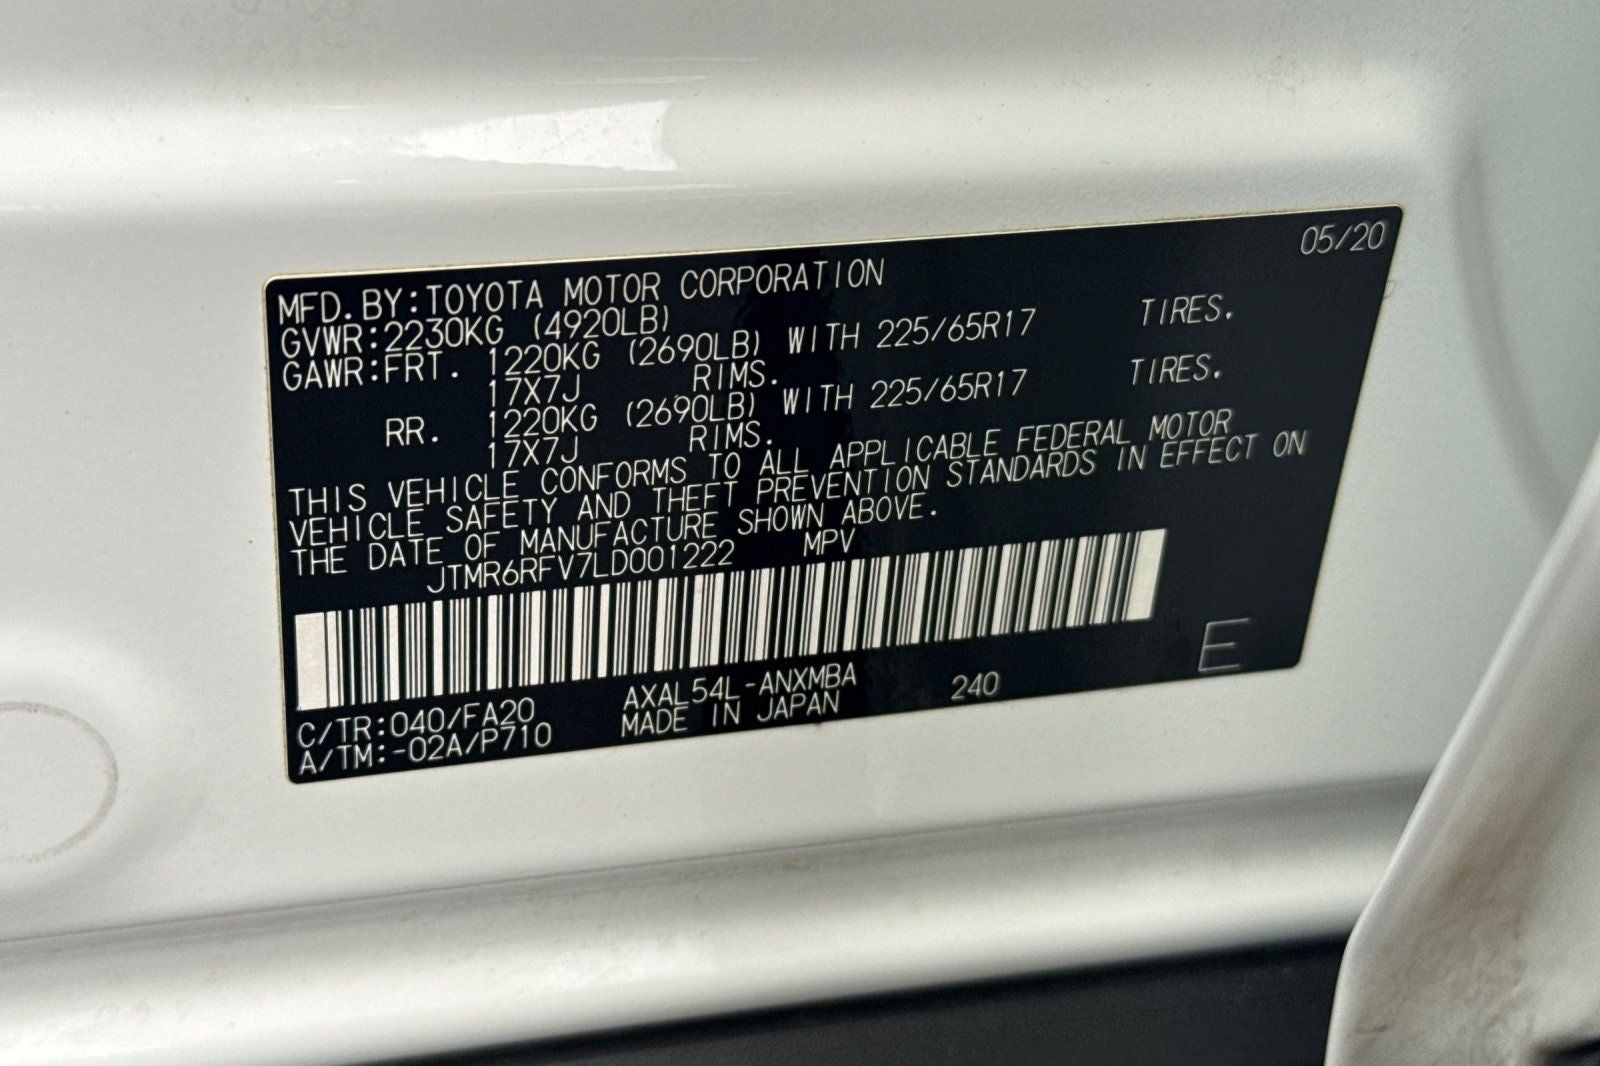 05/20
MFD. BY:TOYOTA MOTOR CORPORATION
GVWR:2230KG (4920LB)
GAWR:FRT. 1220KG (2690LB) WITH 225/65R17 TIRES.
17X7J RIMS.
RR. 1220KG (2690LB) WITH 225/65R17 TIRES.
17X7J RIMS.
THIS VEHICLE CONFORMS TO ALL APPLICABLE FEDERAL MOTOR
VEHICLE SAFETY AND THEFT PREVENTION STANDARDS IN EFFECT ON
THE DATE OF MANUFACTURE SHOWN ABOVE.
JTMR6RFV7LD001222 MPV
C/TR:040/FA20 AXAL54L-ANXMBA 240 E
A/TM:-02A/P710 MADE IN JAPAN